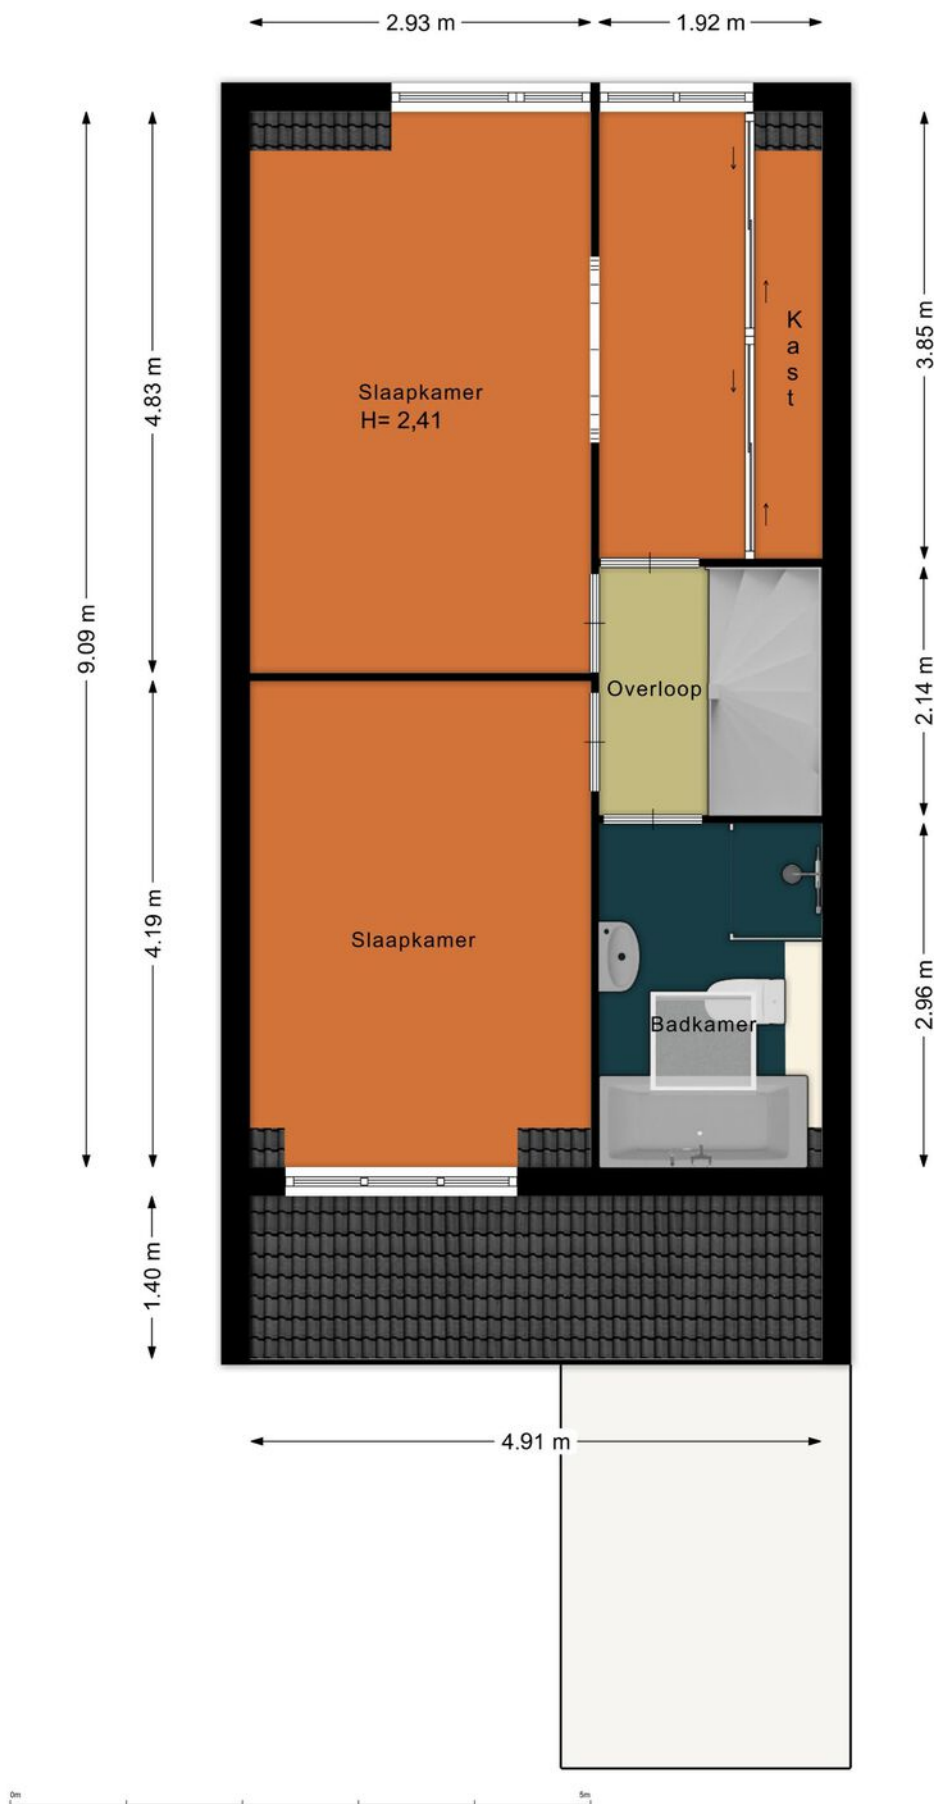 2.93 m
1.92 m
9.09 m
4.83 m
3.85 m
Slaapkamer
H= 2,41
K
a
s
t
2.14 m
Overloop
4.19 m
Slaapkamer
2.96 m
Badkamer
1.40 m
4.91 m
0m
5m